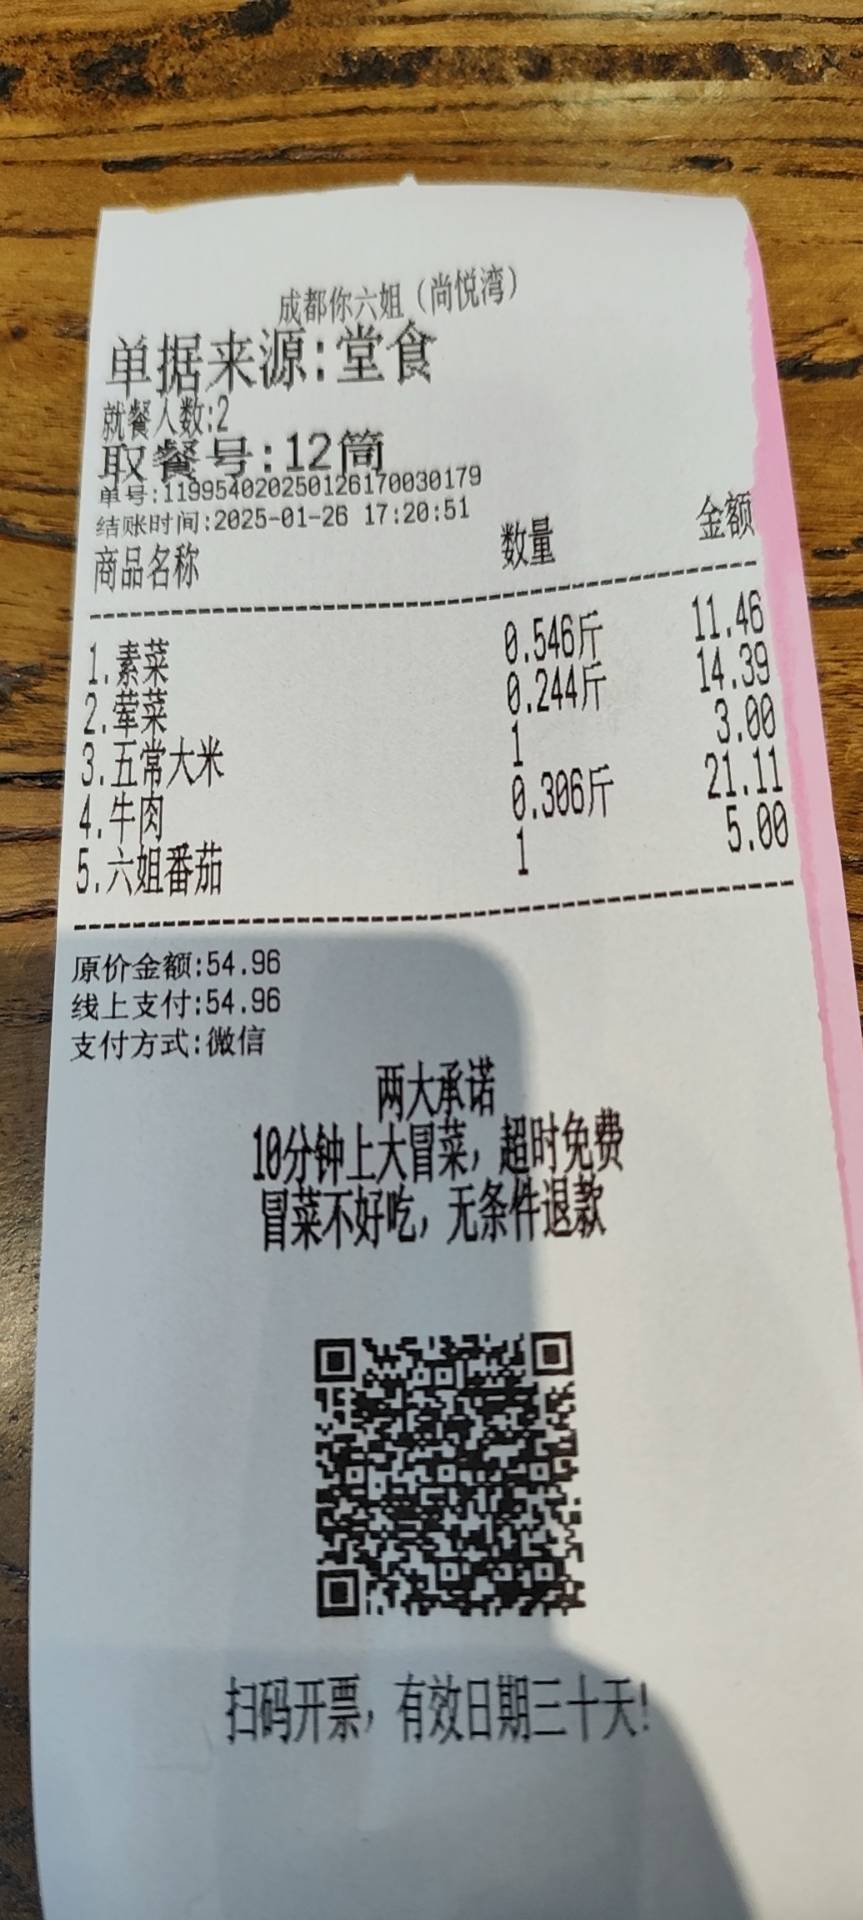 成都你六姐（尚悦湾）
单据来源:堂食
就餐人数:2
取餐号:12筒
单号:119954020250126170030179
结账时间:2025-01-26 17:20:51
商品名称 数量 金额
1.素菜 0.546斤 11.46
2.荤菜 0.244斤 14.39
3.五常大米 1 3.00
4.牛肉 0.306斤 21.11
5.六姐番茄 1 5.00
原价金额:54.96
线上支付:54.96
支付方式:微信
两大承诺
10分钟上大冒菜，超时免费
冒菜不好吃，无条件退款
扫码开票，有效日期三十天!